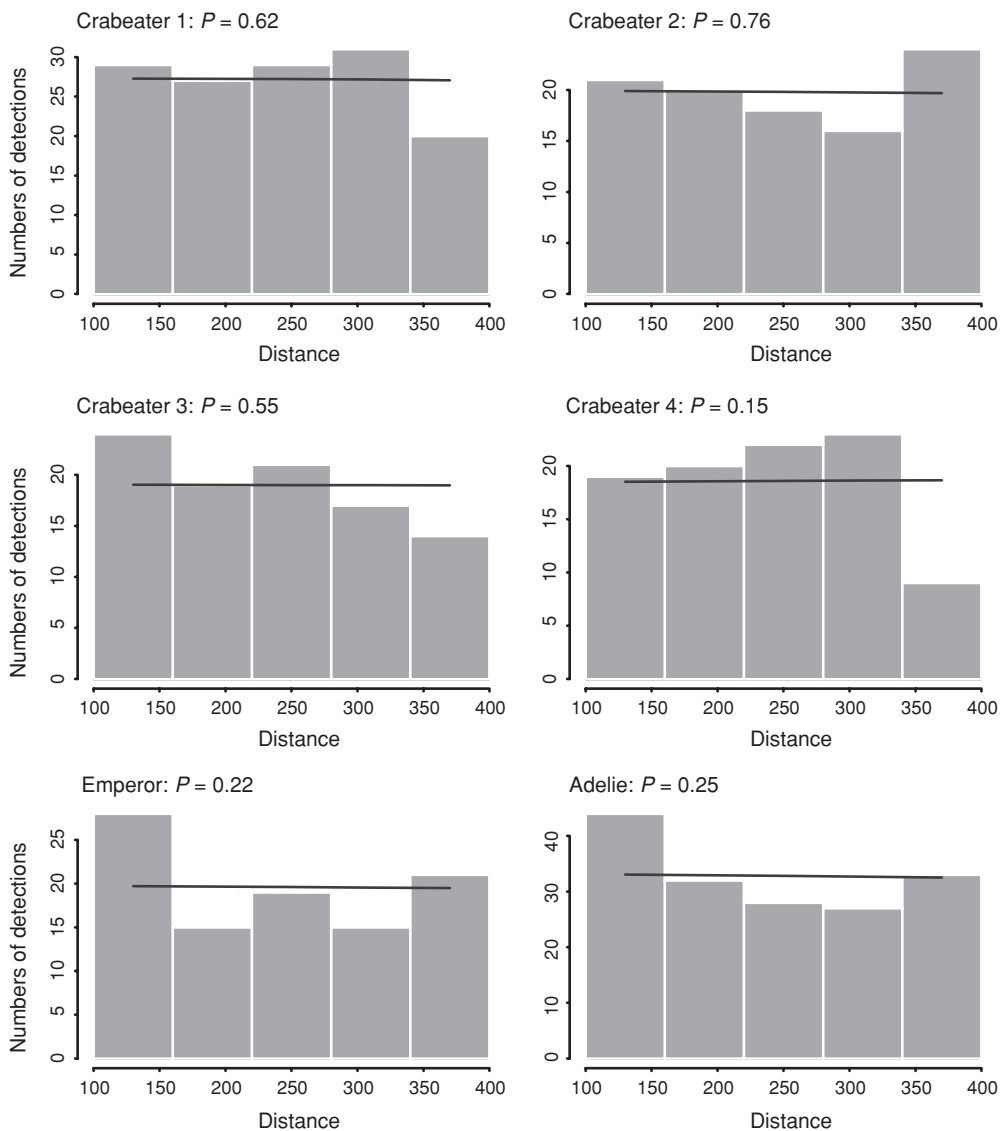 Crabeater 1: P = 0.62
Numbers of detections
0 5 10 15 20 25 30
100 150 200 250 300 350 400
Distance
Crabeater 2: P = 0.76
0 5 10 15 20
100 150 200 250 300 350 400
Distance
Crabeater 3: P = 0.55
Numbers of detections
0 5 10 15 20
100 150 200 250 300 350 400
Distance
Crabeater 4: P = 0.15
0 5 10 15 20
100 150 200 250 300 350 400
Distance
Emperor: P = 0.22
Numbers of detections
0 5 10 15 20 25
100 150 200 250 300 350 400
Distance
Adelie: P = 0.25
0 10 20 30 40
100 150 200 250 300 350 400
Distance